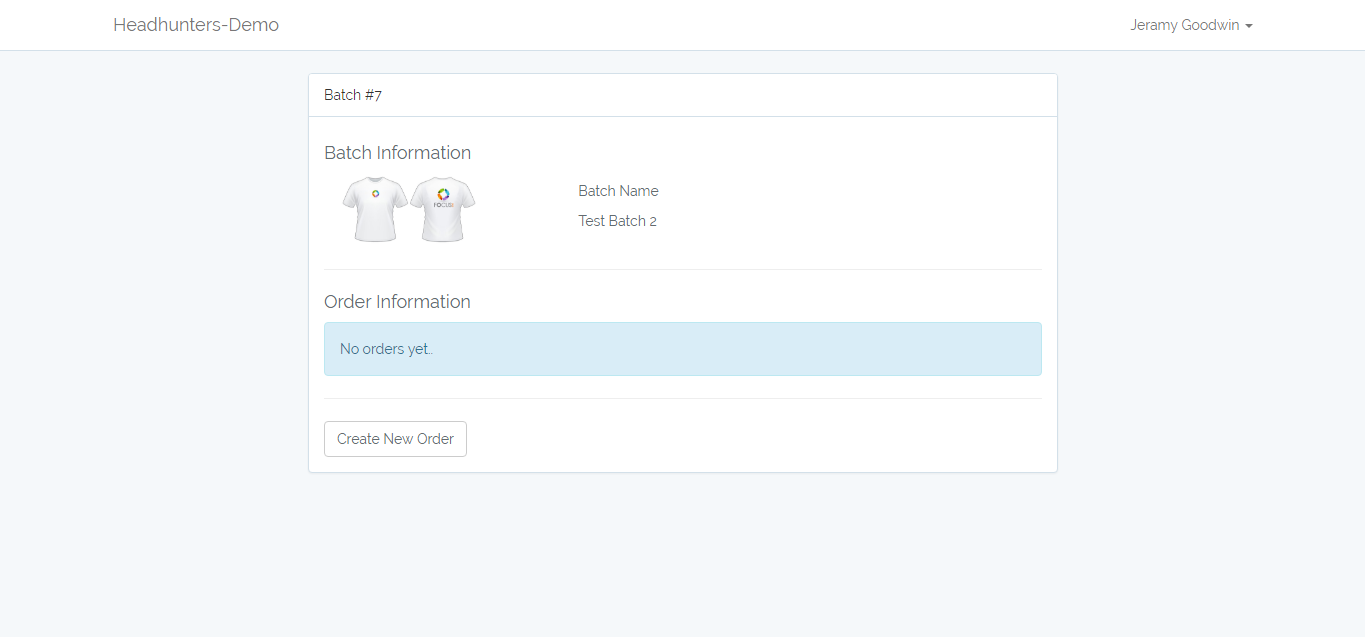 Headhunters-Demo
Jeramy Goodwin
Batch #7
Batch Information
FOCUS
Batch Name
Test Batch 2
Order Information
No orders yet..
Create New Order